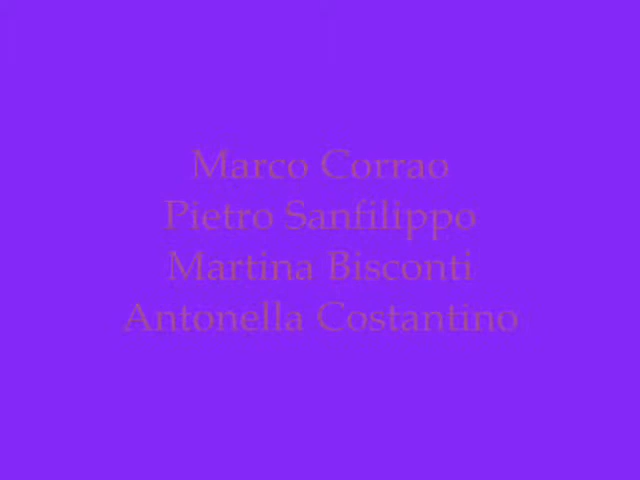 Marco Corrao
Pietro Sanfilippo
Martina Bisconti
Antonella Costantino